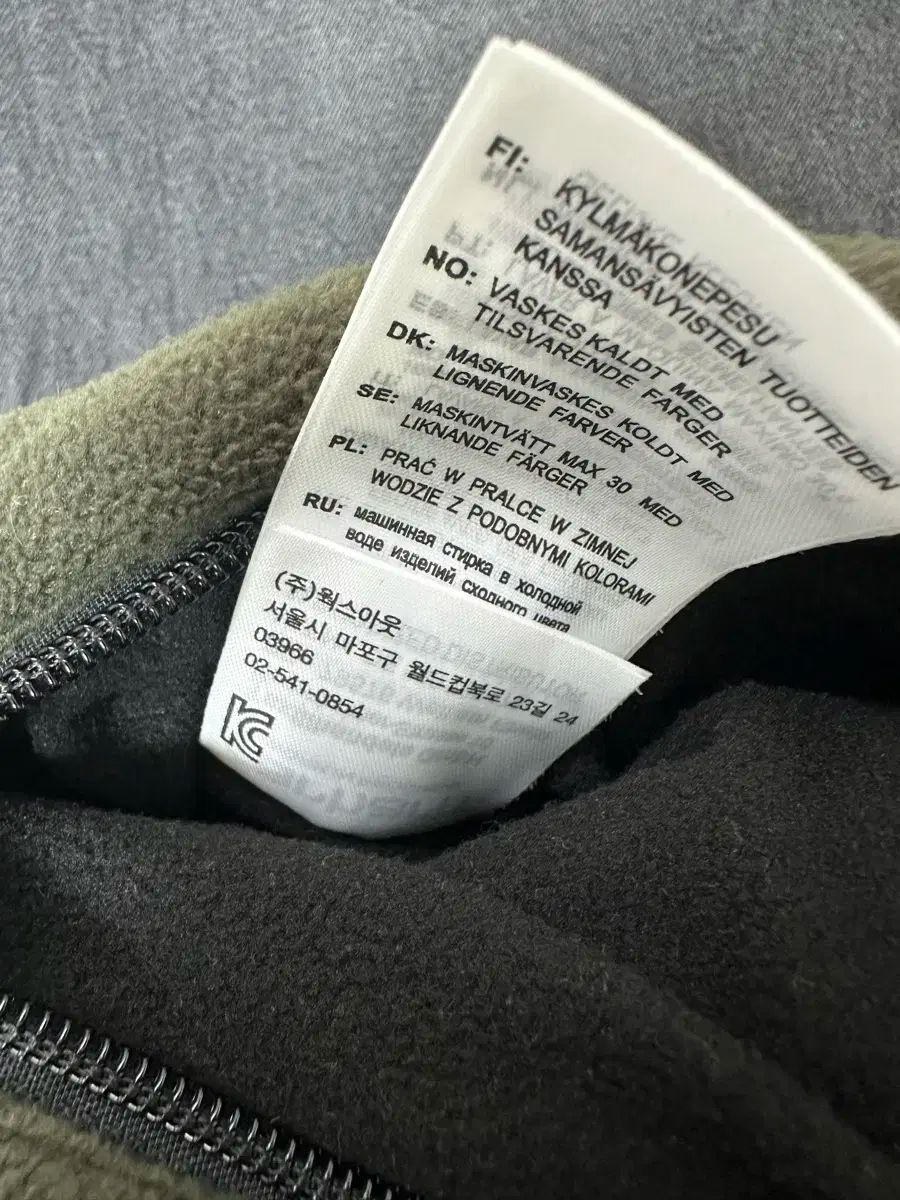 FI: KYLMÄKONEPESU
SAMANSÄVYISTEN TUOTTEIDEN
KANSSA
NO: VASKES KALDT MED
TILSVARENDE FARGER
DK: MASKINVASKES KOLDT MED
LIGNENDE FARVER
SE: MASKINTVÄTT MAX 30 MED
LIKNANDE FÄRGER
PL: PRAĆ W PRALCE W ZIMNEJ
WODZIE Z PODOBNYMI KOLORAMI
RU: машинная стирка в холодной
воде изделий сходного цвета
(주)웍스아웃
서울시 마포구 월드컵북로 23길 24
03966
02-541-0854